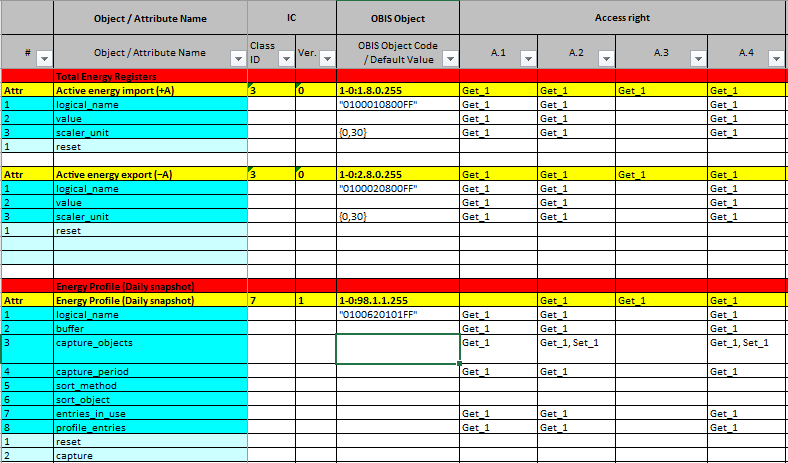 Object / Attribute Name IC OBIS Object Access right
# Object / Attribute Name Class ID Ver. OBIS Object Code / Default Value A.1 A.2 A.3 A.4
Total Energy Registers
Attr Active energy import (+A) 3 0 1-0:1.8.0.255 Get_1 Get_1 Get_1 Get_1
1 logical_name "0100010800FF" Get_1 Get_1 Get_1
2 value Get_1 Get_1 Get_1
3 scaler_unit {0,30} Get_1 Get_1 Get_1
1 reset
Attr Active energy export (−A) 3 0 1-0:2.8.0.255 Get_1 Get_1 Get_1 Get_1
1 logical_name "0100020800FF" Get_1 Get_1 Get_1
2 value Get_1 Get_1 Get_1
3 scaler_unit {0,30} Get_1 Get_1 Get_1
1 reset
Energy Profile (Daily snapshot)
Attr Energy Profile (Daily snapshot) 7 1 1-0:98.1.1.255 Get_1 Get_1 Get_1
1 logical_name "0100620101FF" Get_1 Get_1 Get_1
2 buffer Get_1 Get_1 Get_1
3 capture_objects Get_1 Get_1, Set_1 Get_1, Set_1
4 capture_period Get_1 Get_1 Get_1
5 sort_method
6 sort_object
7 entries_in_use Get_1 Get_1 Get_1
8 profile_entries Get_1 Get_1 Get_1
1 reset
2 capture